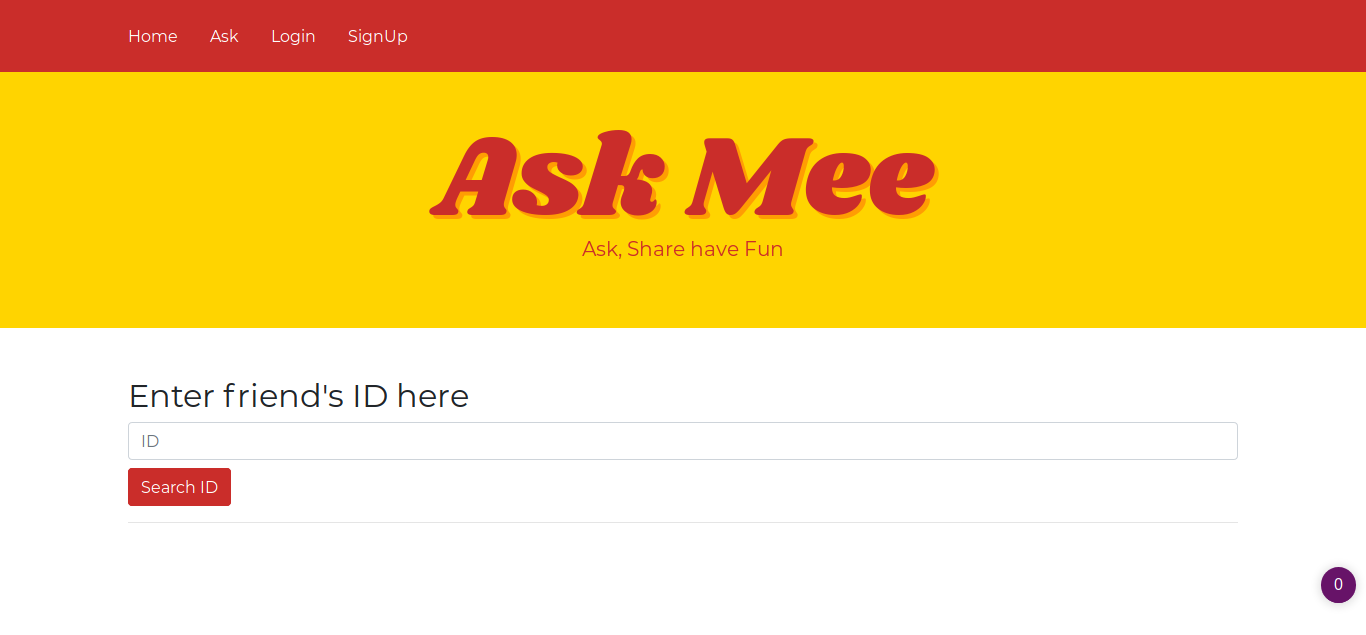 Home Ask Login SignUp
Ask Mee
Ask, Share have Fun
Enter friend's ID here
ID
Search ID
0